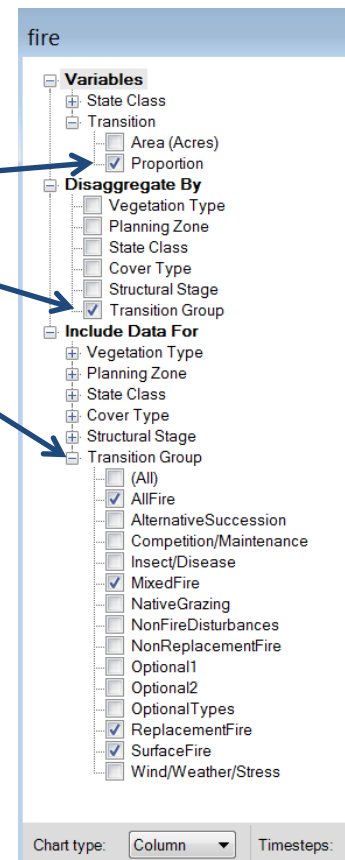 fire
Variables
State Class
Transition
Area (Acres)
Proportion
Disaggregate By
Vegetation Type
Planning Zone
State Class
Cover Type
Structural Stage
Transition Group
Include Data For
Vegetation Type
Planning Zone
State Class
Cover Type
Structural Stage
Transition Group
(All)
AllFire
AlternativeSuccession
Competition/Maintenance
Insect/Disease
MixedFire
NativeGrazing
NonFireDisturbances
NonReplacementFire
Optional1
Optional2
OptionalTypes
ReplacementFire
SurfaceFire
Wind/Weather/Stress
Chart type: Column Timesteps: